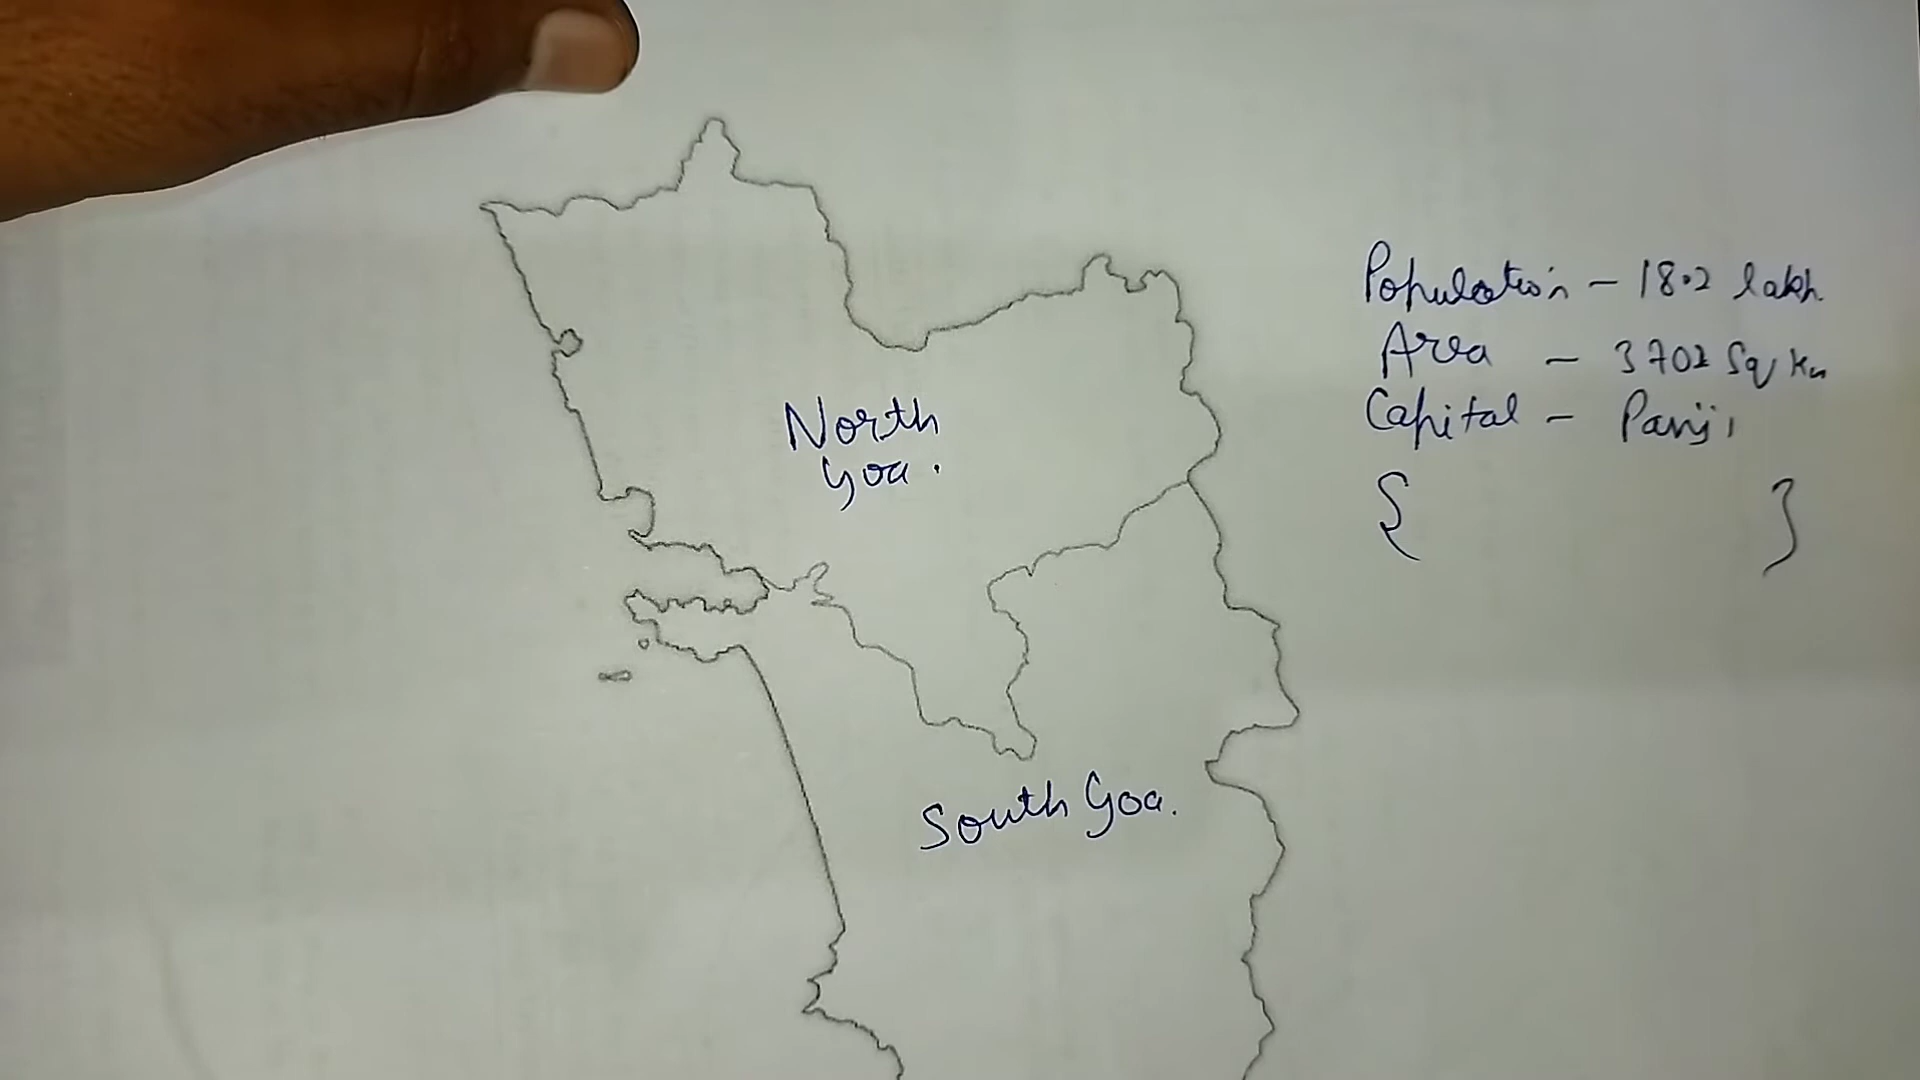 Population - 18.2 lakh
Area - 3702 Sq Km
Capital - Panji
{ }
North
Goa.
South Goa.